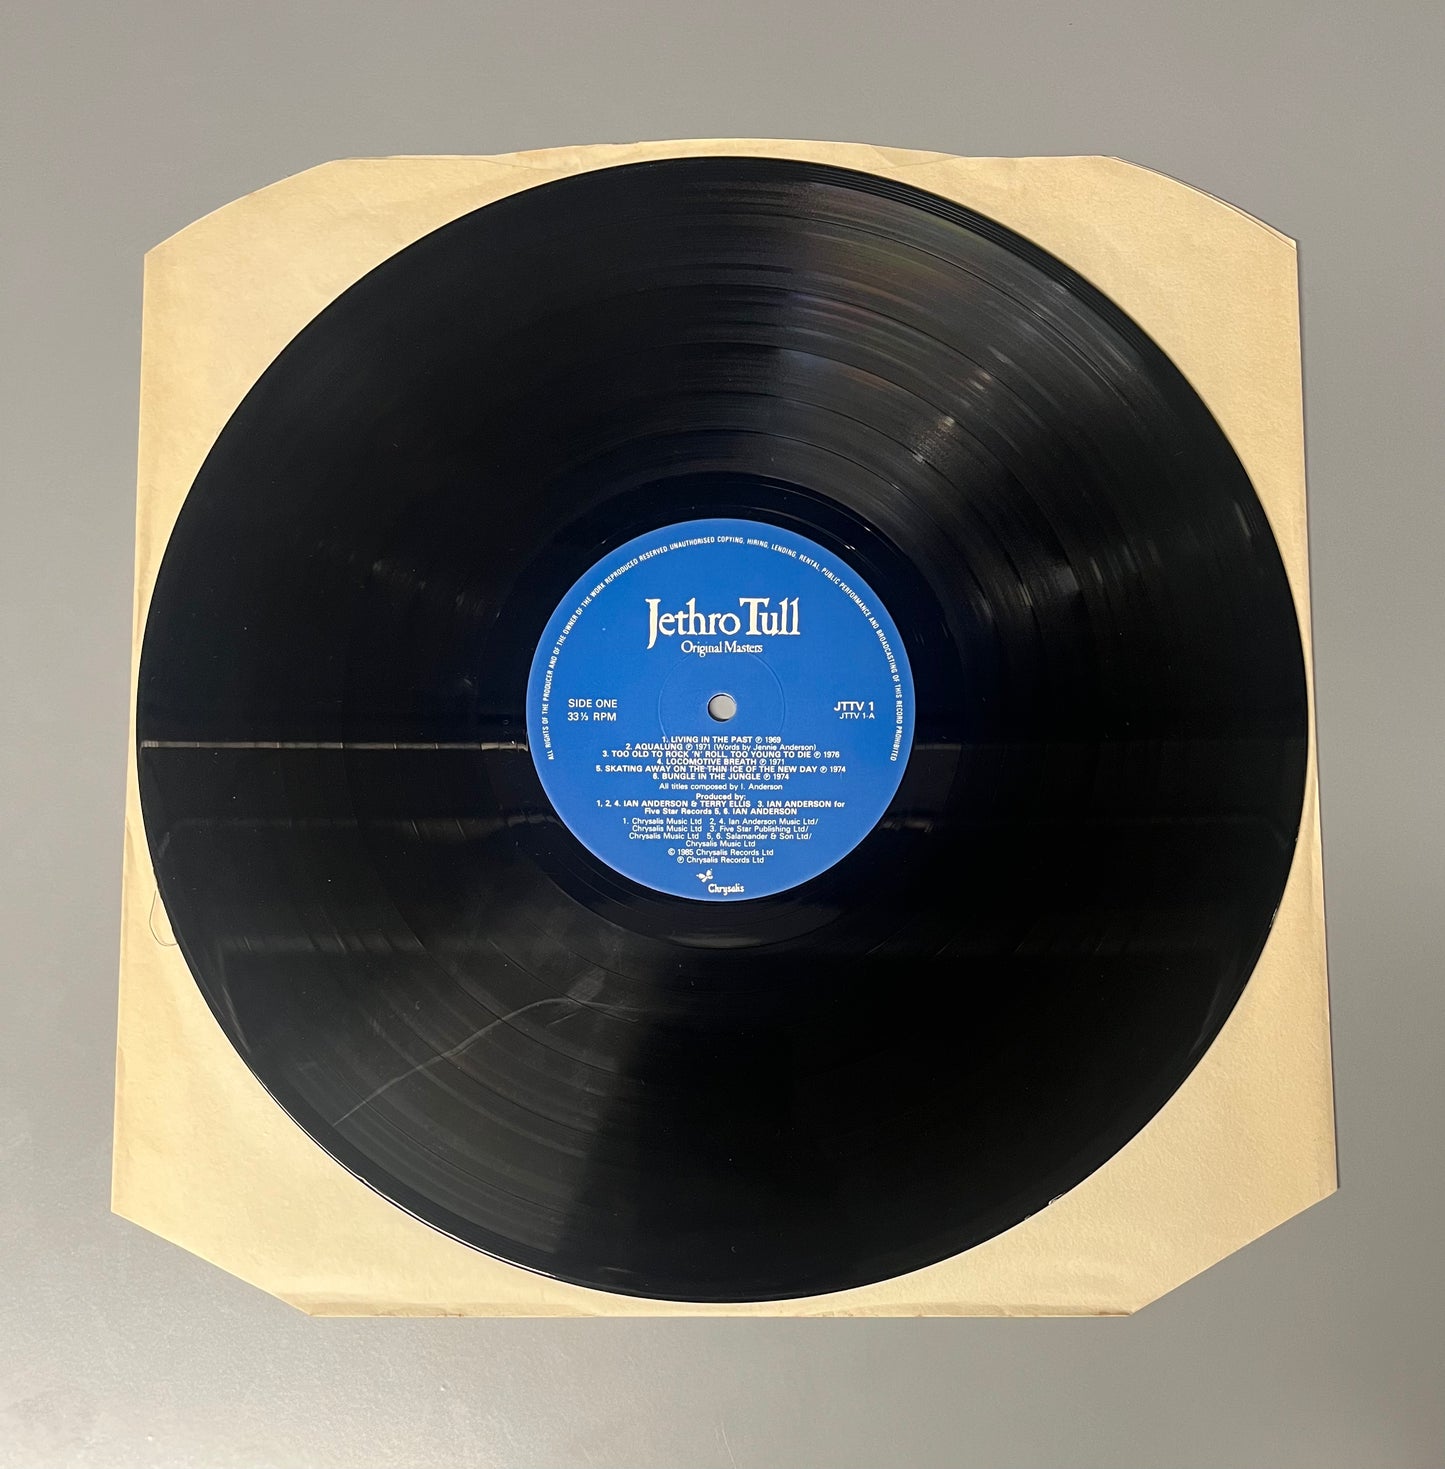 ALL RIGHTS OF THE PRODUCER AND OF THE OWNER OF THE WORK REPRODUCED RESERVED. UNAUTHORISED COPYING, HIRING, LENDING, RENTAL, PUBLIC PERFORMANCE AND BROADCASTING OF THIS RECORD PROHIBITED
Jethro Tull
Original Masters
SIDE ONE
33⅓ RPM
JTTV 1
JTTV 1-A
1. LIVING IN THE PAST ℗ 1969
2. AQUALUNG ℗ 1971 (Words by Jennie Anderson)
3. TOO OLD TO ROCK 'N' ROLL, TOO YOUNG TO DIE ℗ 1976
4. LOCOMOTIVE BREATH ℗ 1971
5. SKATING AWAY ON THE THIN ICE OF THE NEW DAY ℗ 1974
6. BUNGLE IN THE JUNGLE ℗ 1974
All titles composed by I. Anderson
Produced by:
1, 2, 4. IAN ANDERSON & TERRY ELLIS 3. IAN ANDERSON for
Five Star Records 5, 6. IAN ANDERSON
1. Chrysalis Music Ltd 2, 4. Ian Anderson Music Ltd/
Chrysalis Music Ltd 3. Five Star Publishing Ltd/
Chrysalis Music Ltd 5, 6. Salamander & Son Ltd/
Chrysalis Music Ltd
© 1985 Chrysalis Records Ltd
℗ Chrysalis Records Ltd
Chrysalis